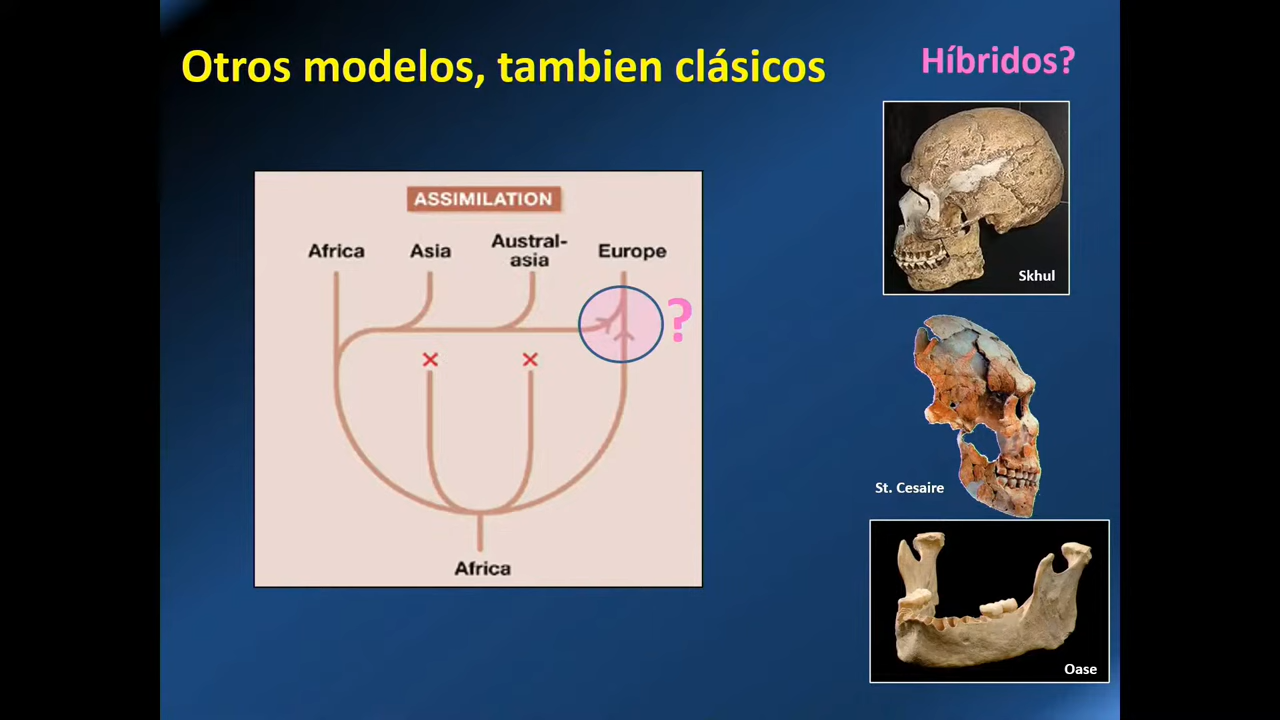 Otros modelos, tambien clásicos
Híbridos?
ASSIMILATION
Africa
Asia
Austral-
asia
Europe
?
Africa
Skhul
St. Cesaire
Oase